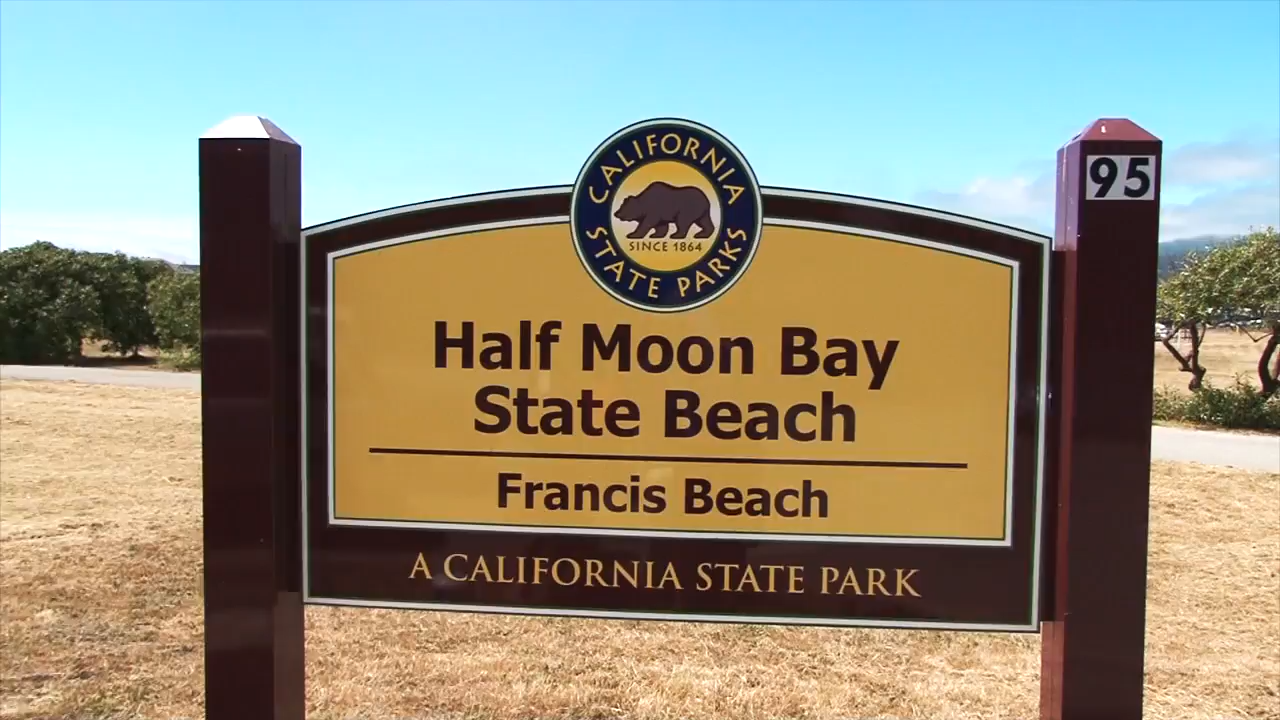 CALIFORNIA
SINCE 1864
STATE PARKS
95
Half Moon Bay
State Beach
Francis Beach
A CALIFORNIA STATE PARK